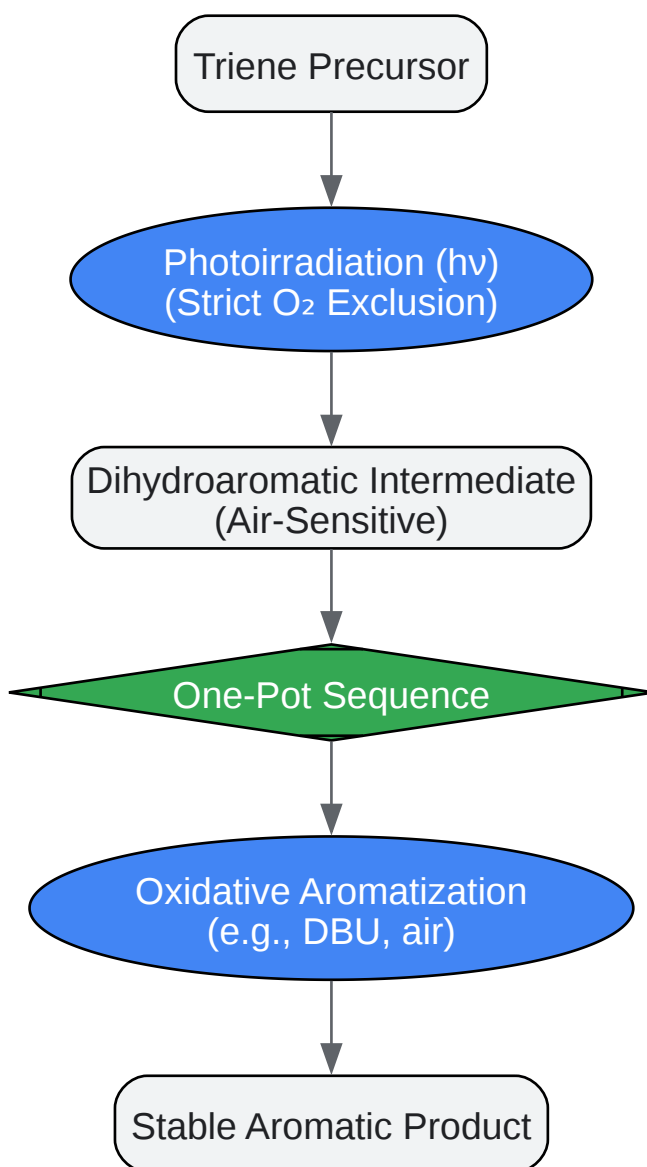 Triene Precursor
Photoirradiation (hν)
(Strict O₂ Exclusion)
Dihydroaromatic Intermediate
(Air-Sensitive)
One-Pot Sequence
Oxidative Aromatization
(e.g., DBU, air)
Stable Aromatic Product